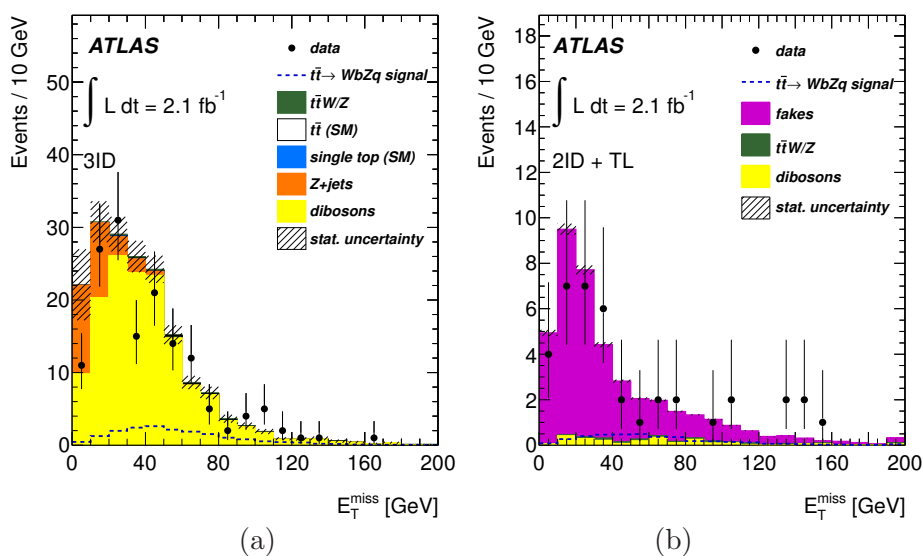 Events / 10 GeV
50
40
30
20
10
0
ATLAS
∫ L dt = 2.1 fb⁻¹
3ID
data
tt̄→ WbZq signal
tt̄W/Z
tt̄ (SM)
single top (SM)
Z+jets
dibosons
stat. uncertainty
0 40 80 120 160 200
E_T^miss [GeV]
(a)
Events / 10 GeV
18
16
14
12
10
8
6
4
2
0
ATLAS
∫ L dt = 2.1 fb⁻¹
2ID + TL
data
tt̄→ WbZq signal
fakes
tt̄W/Z
dibosons
stat. uncertainty
0 40 80 120 160 200
E_T^miss [GeV]
(b)